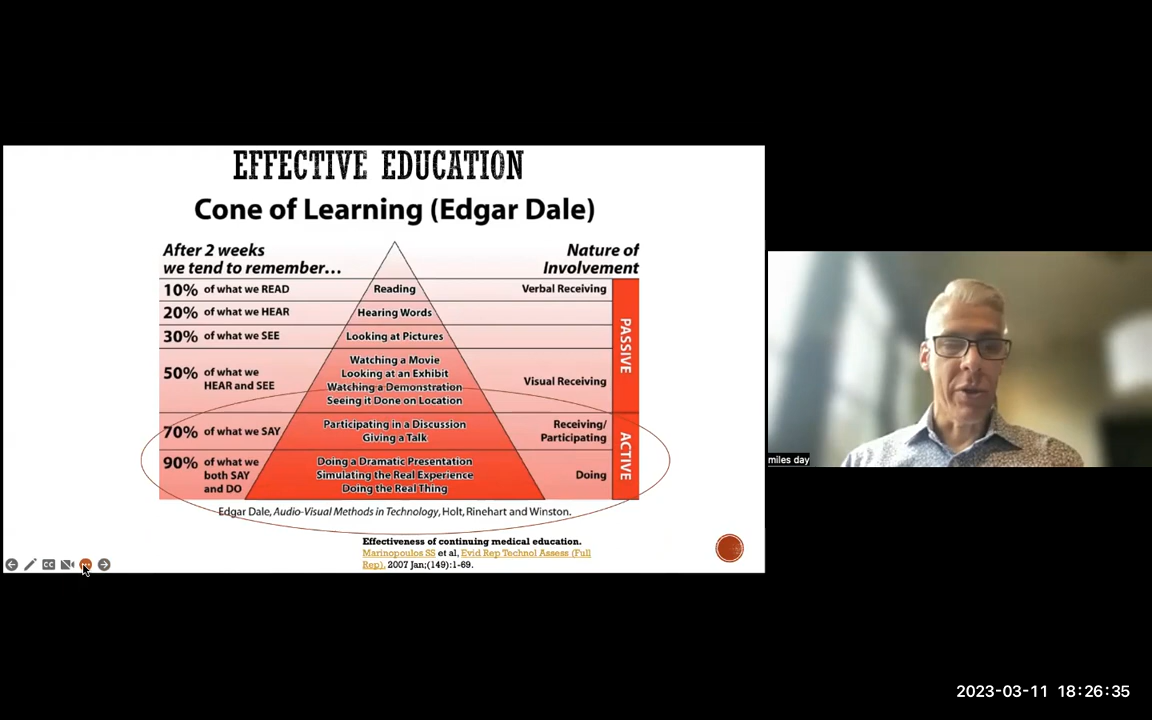 EFFECTIVE EDUCATION
Cone of Learning (Edgar Dale)
After 2 weeks
we tend to remember...
Nature of
Involvement
10% of what we READ
Reading
Verbal Receiving
20% of what we HEAR
Hearing Words
30% of what we SEE
Looking at Pictures
50% of what we
HEAR and SEE
Watching a Movie
Looking at an Exhibit
Watching a Demonstration
Seeing it Done on Location
Visual Receiving
PASSIVE
70% of what we SAY
Participating in a Discussion
Giving a Talk
Receiving/
Participating
90% of what we
both SAY
and DO
Doing a Dramatic Presentation
Simulating the Real Experience
Doing the Real Thing
Doing
ACTIVE
Edgar Dale, Audio-Visual Methods in Technology, Holt, Rinehart and Winston.
Effectiveness of continuing medical education.
Marinopoulos SS et al, Evid Rep Technol Assess (Full
Rep). 2007 Jan;(149):1-69.
CC
miles day
2023-03-11 18:26:35